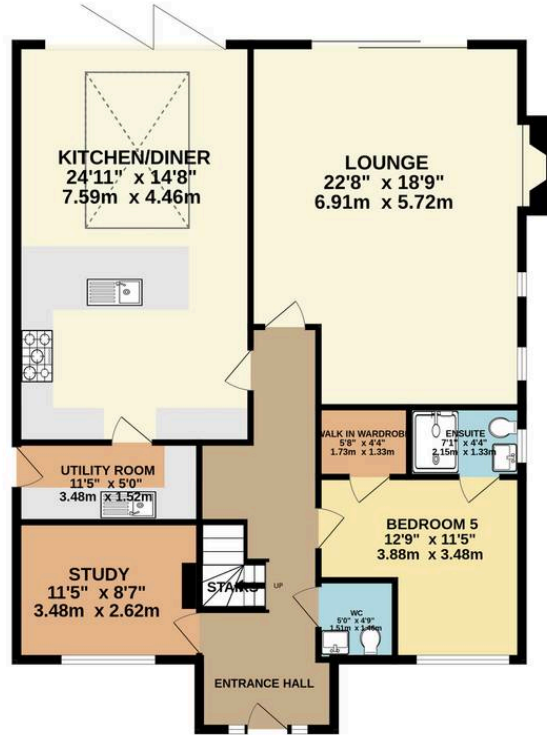 KITCHEN/DINER
24'11" x 14'8"
7.59m x 4.46m
LOUNGE
22'8" x 18'9"
6.91m x 5.72m
WALK IN WARDROBE
5'8" x 4'4"
1.73m x 1.33m
ENSUITE
7'1" x 4'4"
2.15m x 1.33m
UTILITY ROOM
11'5" x 5'0"
3.48m x 1.52m
BEDROOM 5
12'9" x 11'5"
3.88m x 3.48m
STUDY
11'5" x 8'7"
3.48m x 2.62m
STAIRS
UP
WC
5'0" x 4'9"
1.51m x 1.46m
ENTRANCE HALL